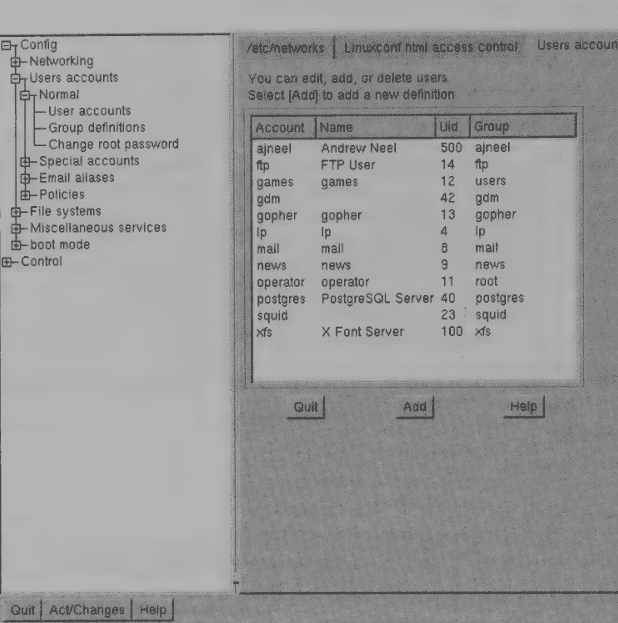 Config
Networking
Users accounts
Normal
User accounts
Group definitions
Change root password
Special accounts
Email aliases
Policies
File systems
Miscellaneous services
boot mode
Control
/etc/networks Linuxconf html access control Users accoun
You can edit, add, or delete users
Select [Add] to add a new definition
Account Name Uid Group
ajneel Andrew Neel 500 ajneel
ftp FTP User 14 ftp
games games 12 users
gdm 42 gdm
gopher gopher 13 gopher
lp lp 4 lp
mail mail 8 mail
news news 9 news
operator operator 11 root
postgres PostgreSQL Server 40 postgres
squid 23 squid
xfs X Font Server 100 xfs
Quit Add Help
Quit Act/Changes Help